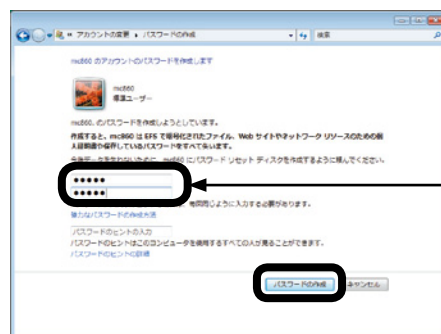 アカウントの変更 ▸ パスワードの作成
検索
mc860 のアカウントのパスワードを作成します
mc860
標準ユーザー
mc860. のパスワードを作成しようとしています。
作成すると、mc860 は EFS で暗号化されたファイル、Web サイトやネットワーク リソースのための個
人証明書や保存しているパスワードをすべて失います。
今後データを失わないために、mc860 にパスワード リセット ディスクを作成するように頼んでください。
●●●●●
●●●●●
も同じように入力する必要があります。
強力なパスワードの作成方法
パスワードのヒントの入力
パスワードのヒントはこのコンピュータを使用するすべての人が見ることができます。
パスワードのヒントの詳細
パスワードの作成
キャンセル